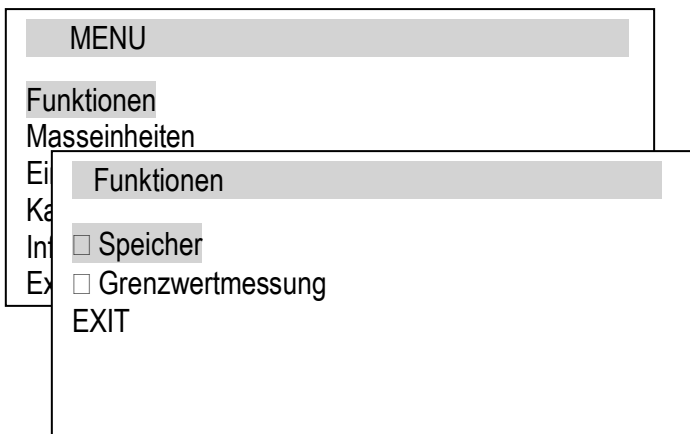 MENU
Funktionen
Masseinheiten
Ei
Ka
Inf
Ex
Funktionen
□ Speicher
□ Grenzwertmessung
EXIT